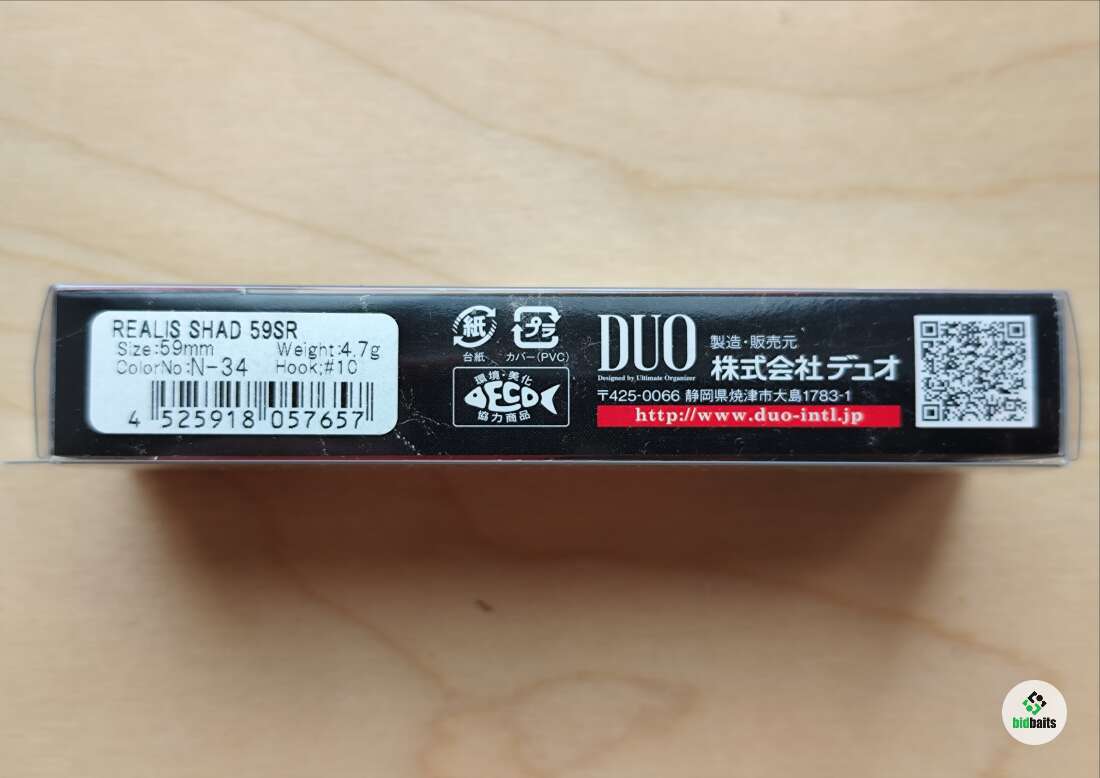 REALIS SHAD 59SR
Size:59mm Weight:4.7g
ColorNo:N-34 Hook;#10
4 525918 057657
紙
台紙
プラ
カバー(PVC)
環境・美化
ECO
協力商品
DUO
Designed by Ultimate Organizer
製造・販売元
株式会社デュオ
〒425-0066 静岡県焼津市大島1783-1
http://www.duo-intl.jp
bidbaits